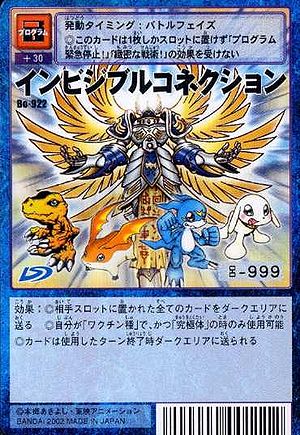 プログラム
P
+30
発動タイミング：バトルフェイズ
◇このカードは1枚しかスロットに置けず「プログラム
緊急停止!」「緻密な戦術!」の効果を受けない
インビジブルコネクション
Bo-922
-999
効果：◇相手スロットに置かれた全てのカードをダークエリアに
送る ◇自分が「ワクチン種」で、かつ「究極体」の時のみ使用可能
◇カードは使用したターン終了時ダークエリアに送られる
©本郷あきよし・東映アニメーション
BANDAI 2002 MADE IN JAPAN